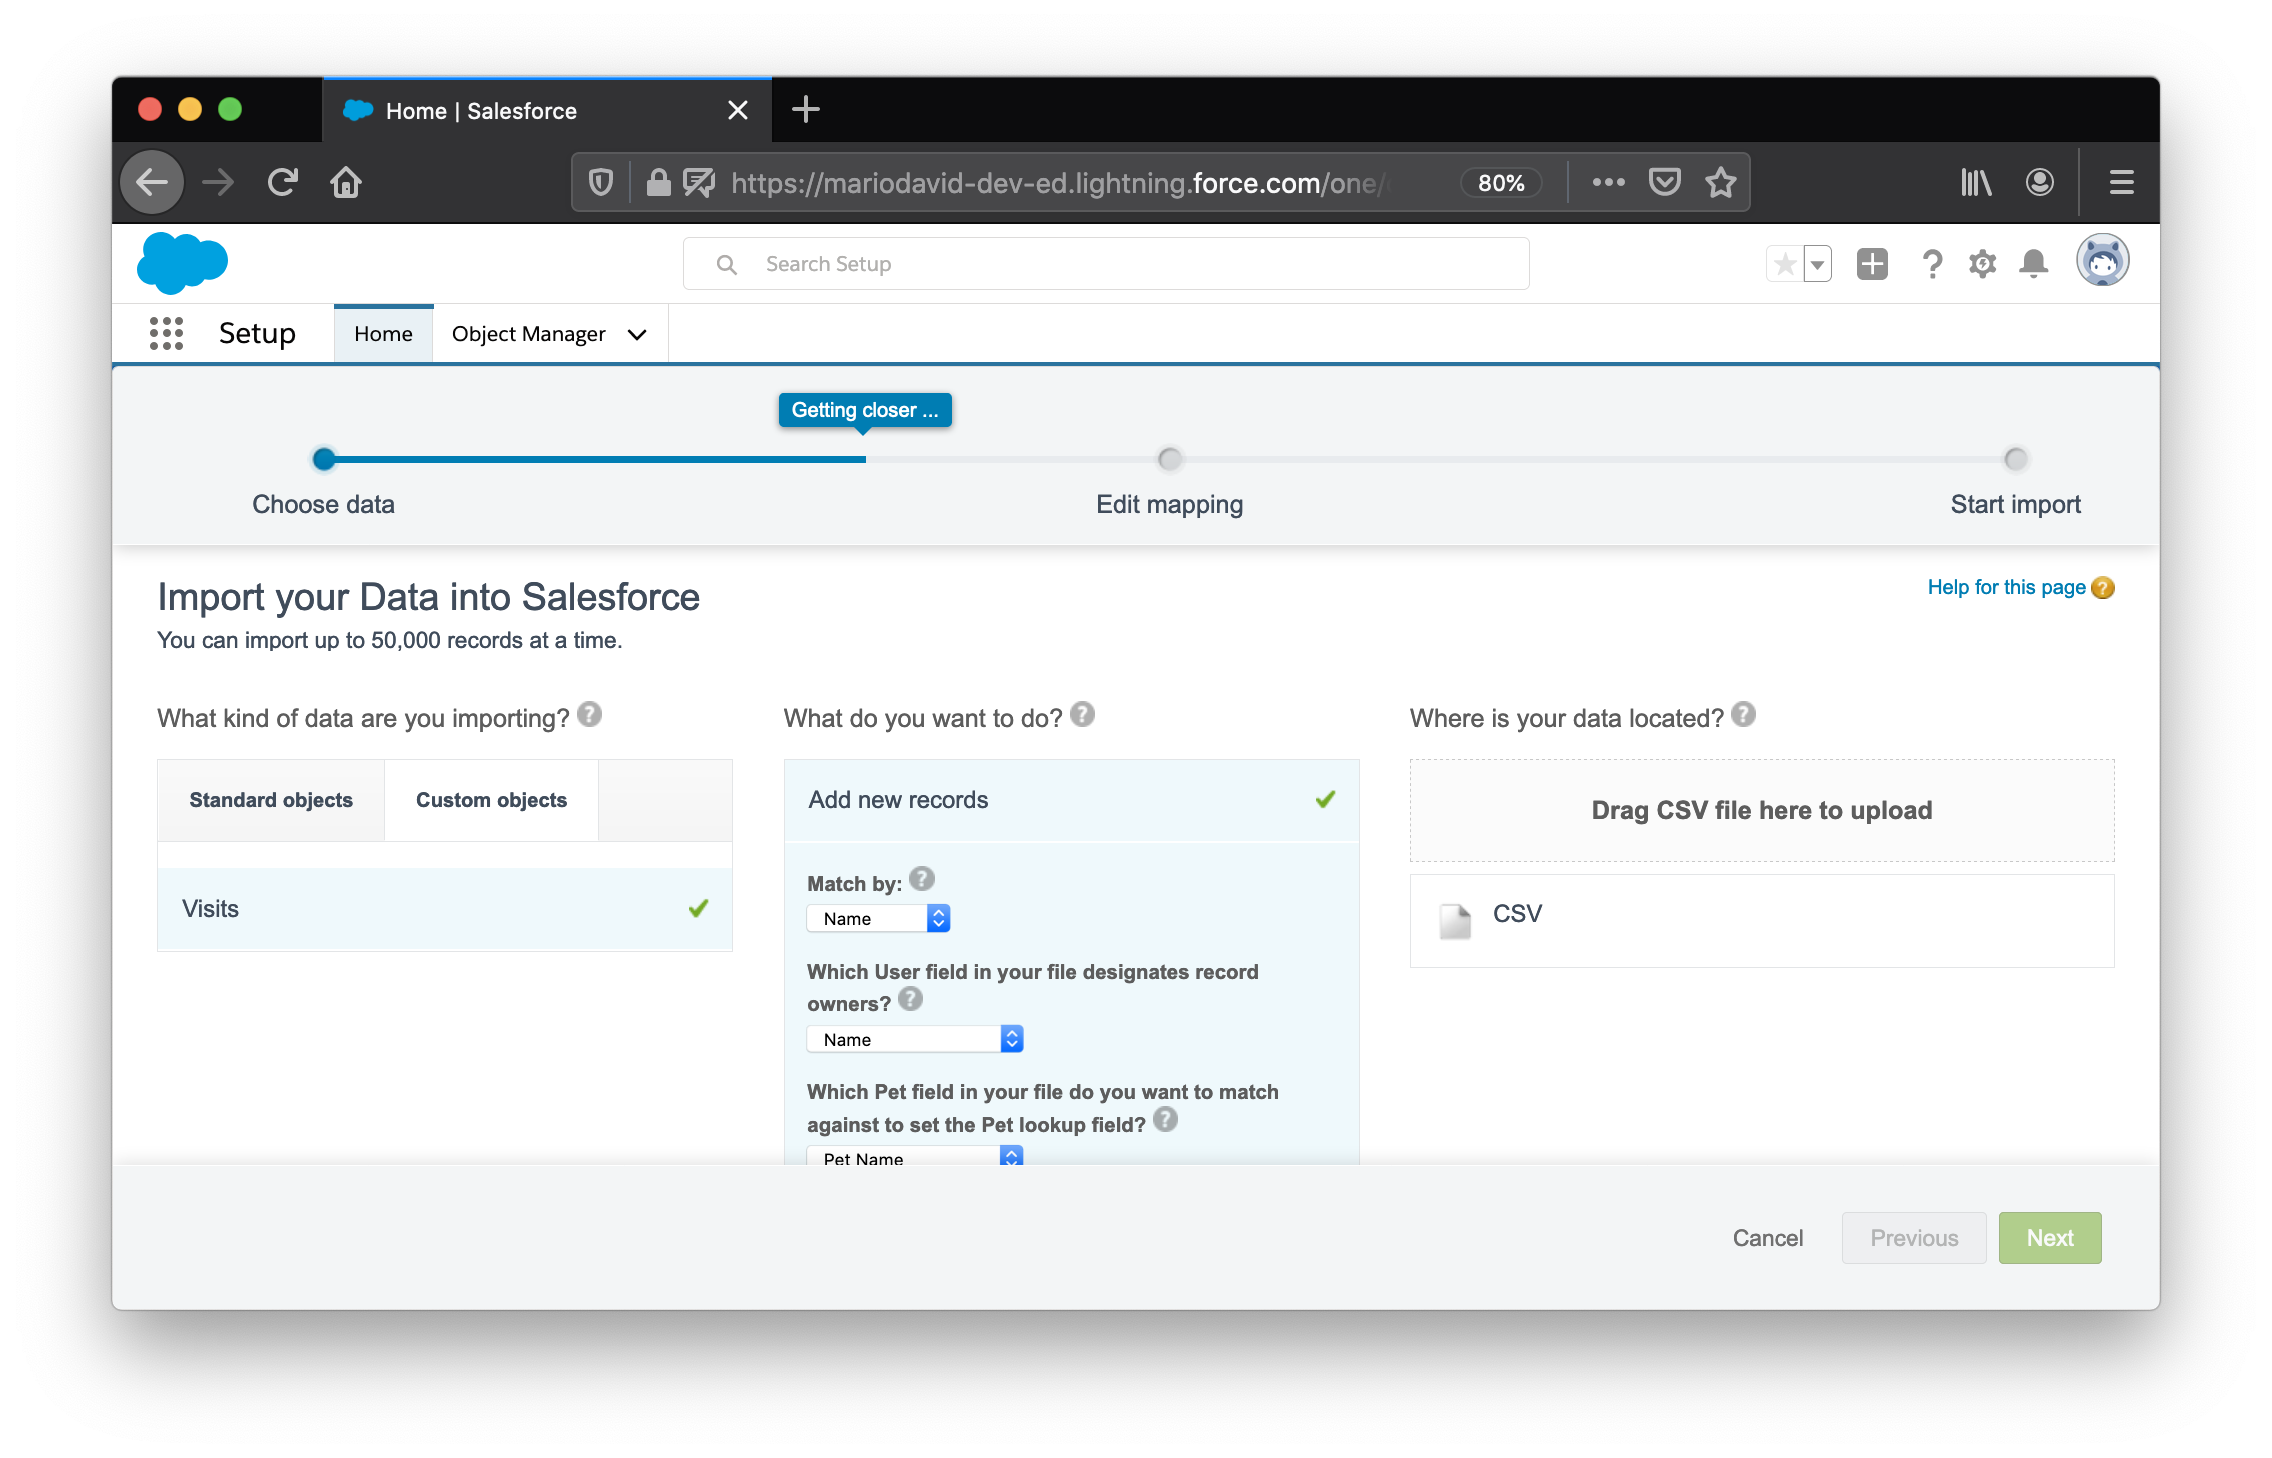 Home | Salesforce
https://mariodavid-dev-ed.lightning.force.com/one/
80%
Search Setup
Setup
Home
Object Manager
Getting closer ...
Choose data
Edit mapping
Start import
Import your Data into Salesforce
Help for this page
You can import up to 50,000 records at a time.
What kind of data are you importing?
Standard objects
Custom objects
Visits
What do you want to do?
Add new records
Match by:
Name
Which User field in your file designates record
owners?
Name
Which Pet field in your file do you want to match
against to set the Pet lookup field?
Pet Name
Where is your data located?
Drag CSV file here to upload
CSV
Cancel
Previous
Next